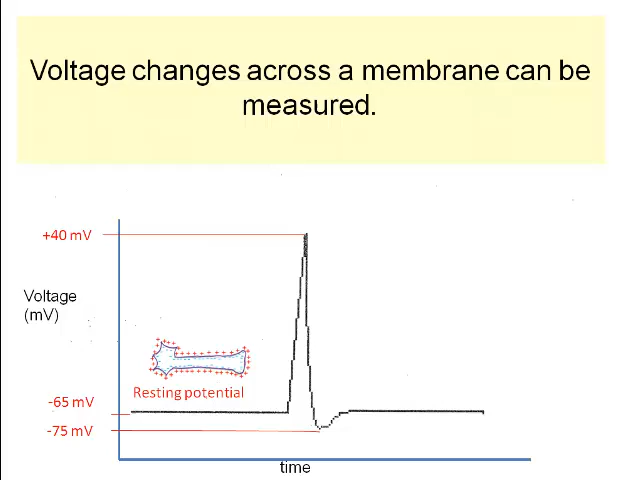 Voltage changes across a membrane can be
measured.
+40 mV
Voltage
(mV)
Resting potential
-65 mV
-75 mV
time